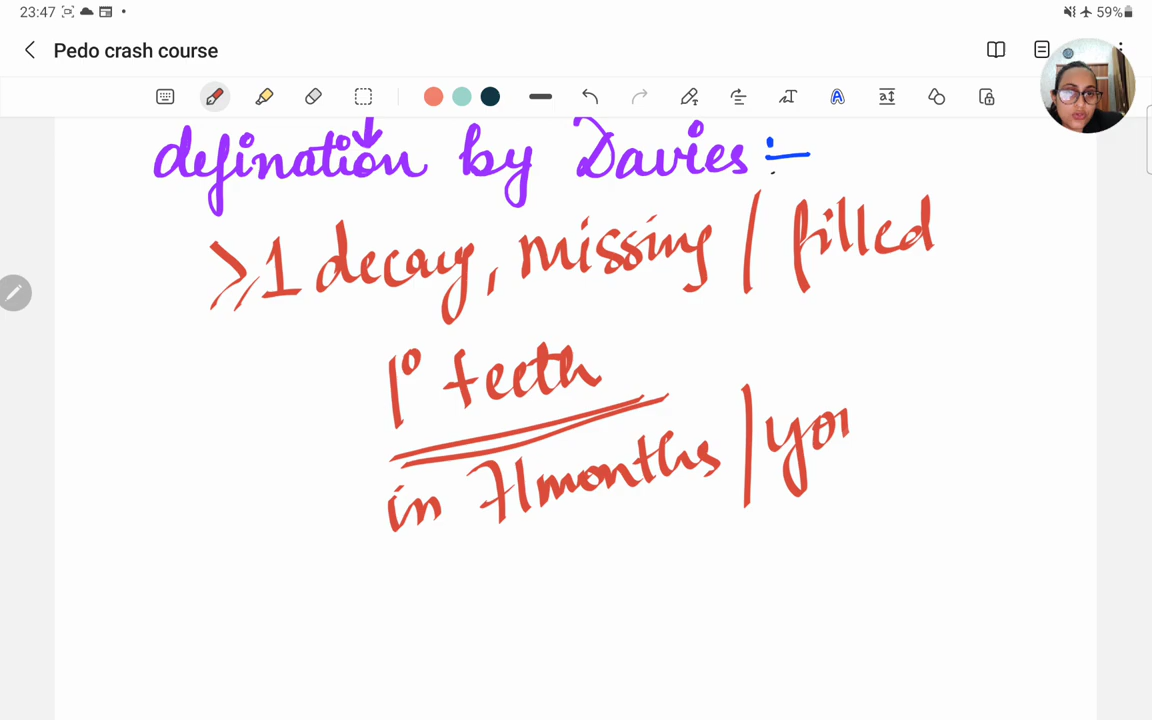 23:47 59%
Pedo crash course
defination by Davies :-
≥1 decay, missing / filled
1° teeth
in 71months / yo